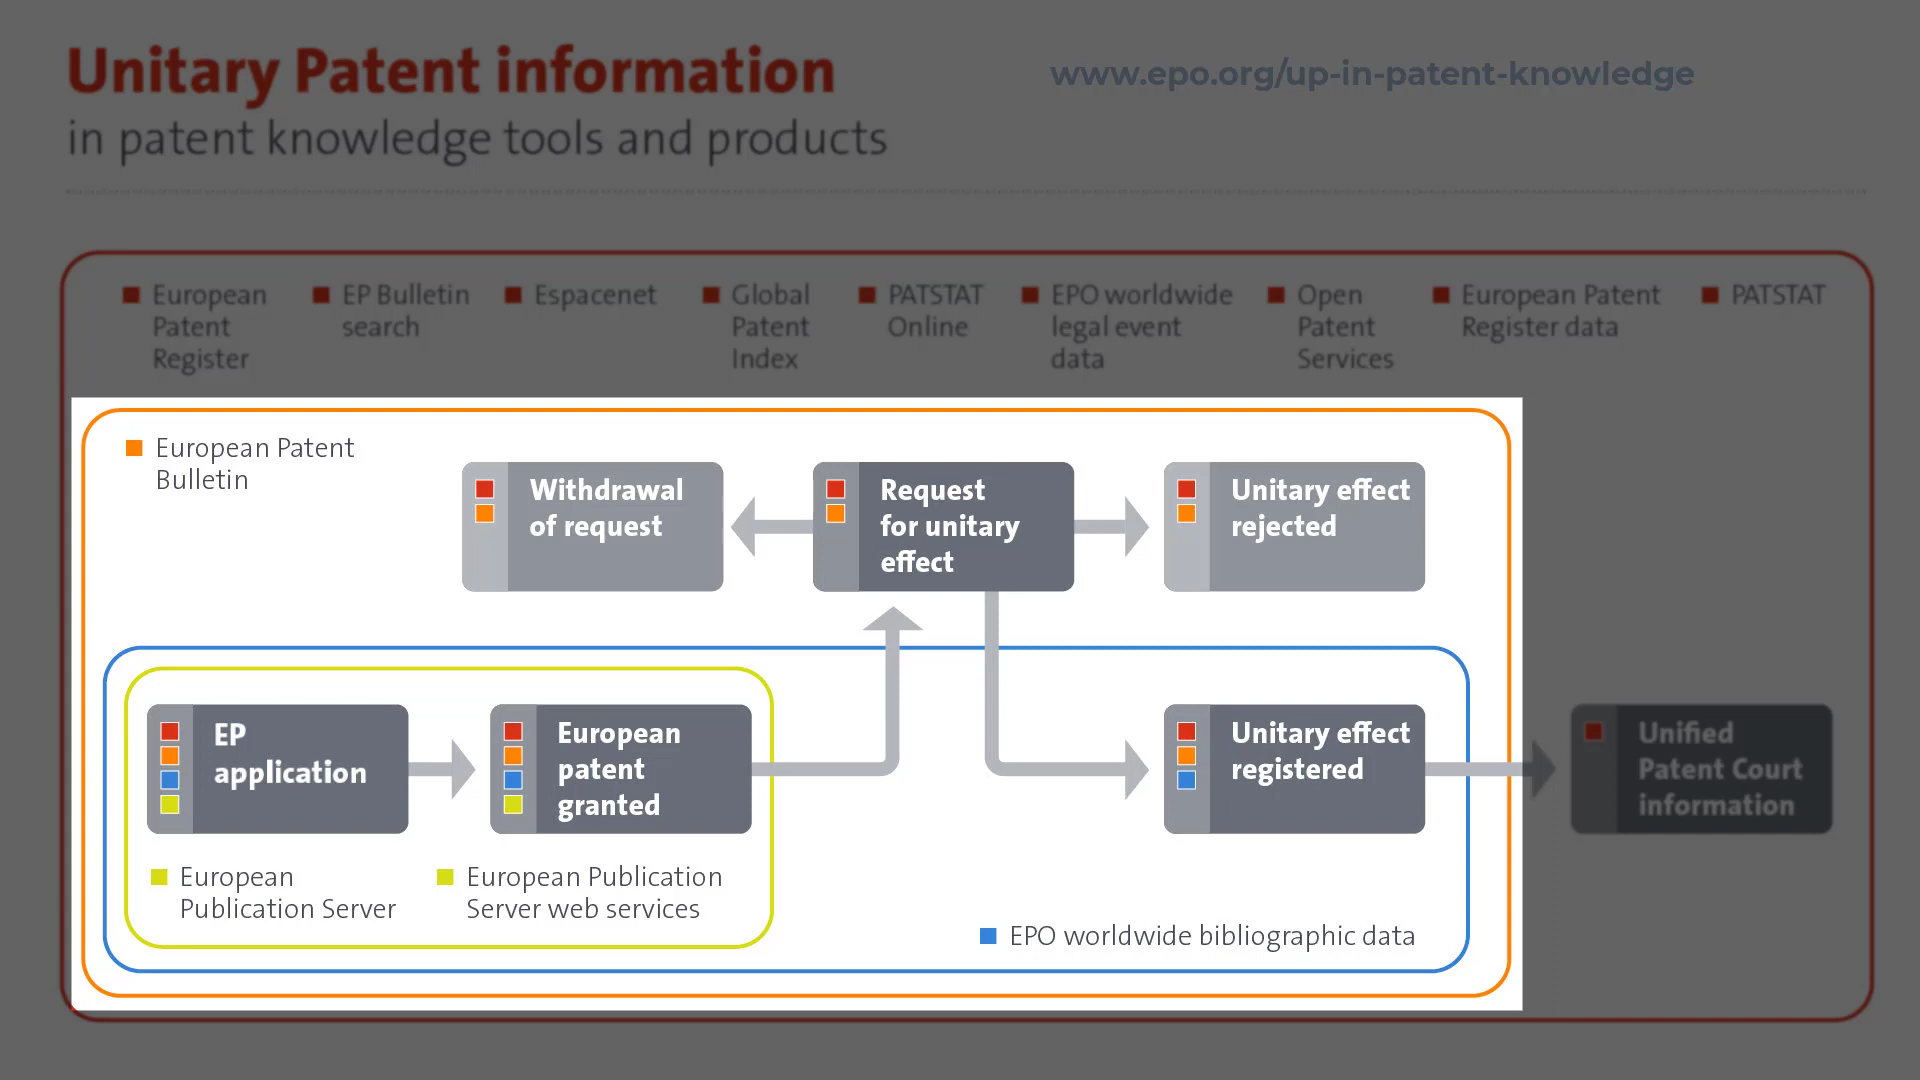 Unitary Patent information
www.epo.org/up-in-patent-knowledge
in patent knowledge tools and products
European
Patent
Register
EP Bulletin
search
Espacenet
Global
Patent
Index
PATSTAT
Online
EPO worldwide
legal event
data
Open
Patent
Services
European Patent
Register data
PATSTAT
European Patent
Bulletin
Withdrawal
of request
Request
for unitary
effect
Unitary effect
rejected
EP
application
European
patent
granted
Unitary effect
registered
Unified
Patent Court
information
European
Publication Server
European Publication
Server web services
EPO worldwide bibliographic data